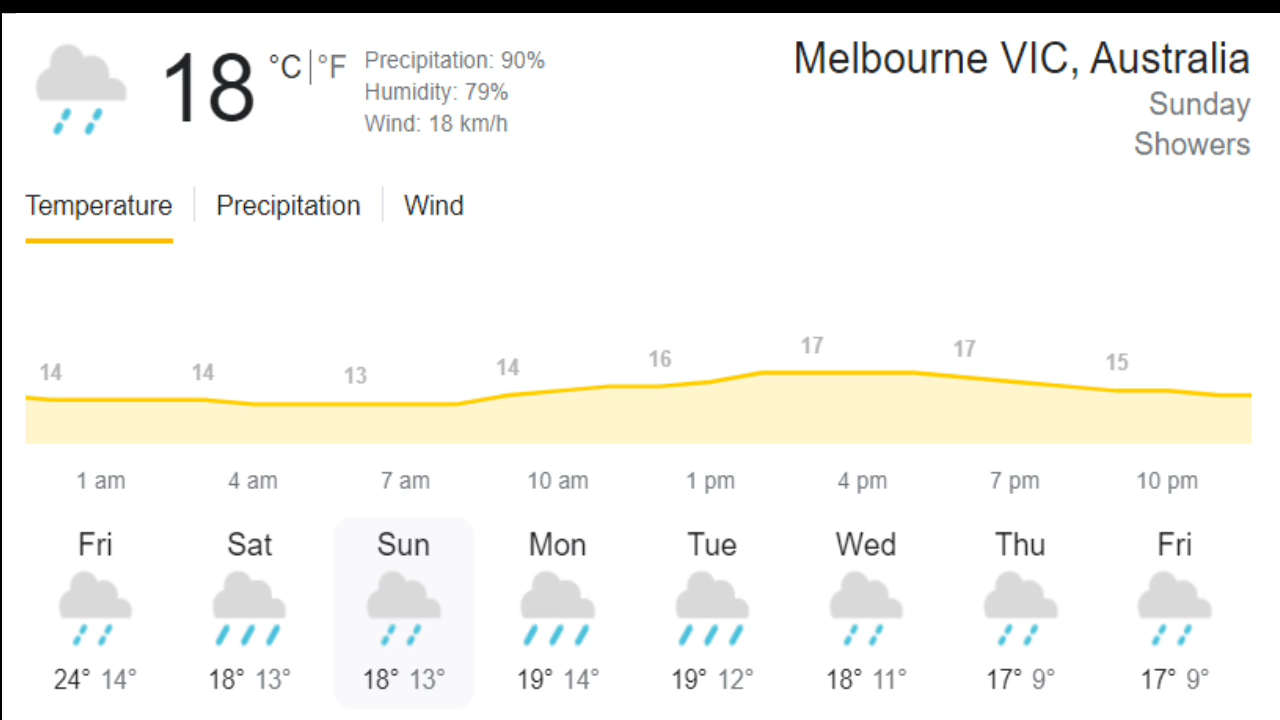 18 °C|°F
Precipitation: 90%
Humidity: 79%
Wind: 18 km/h
Melbourne VIC, Australia
Sunday
Showers
Temperature Precipitation Wind
14 14 13 14 16 17 17 15
1 am 4 am 7 am 10 am 1 pm 4 pm 7 pm 10 pm
Fri Sat Sun Mon Tue Wed Thu Fri
24° 14° 18° 13° 18° 13° 19° 14° 19° 12° 18° 11° 17° 9° 17° 9°